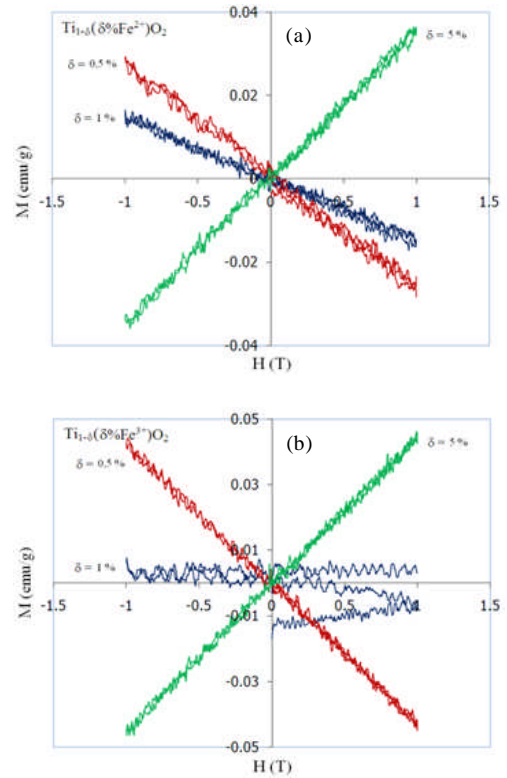 Ti1-δ(δ%Fe2+)O2
(a)
δ = 5 %
δ = 0.5 %
δ = 1 %
0.04
0.02
0
-0.02
-0.04
-1.5
-1
-0.5
0
0.5
1
1.5
M (emu/g)
H (T)
Ti1-δ(δ%Fe3+)O2
(b)
δ = 5 %
δ = 0,5 %
δ = 1 %
0.05
0.03
0.01
-0.01
-0.03
-0.05
-1.5
-1
-0.5
0
0.5
1
1.5
M (emu/g)
H (T)